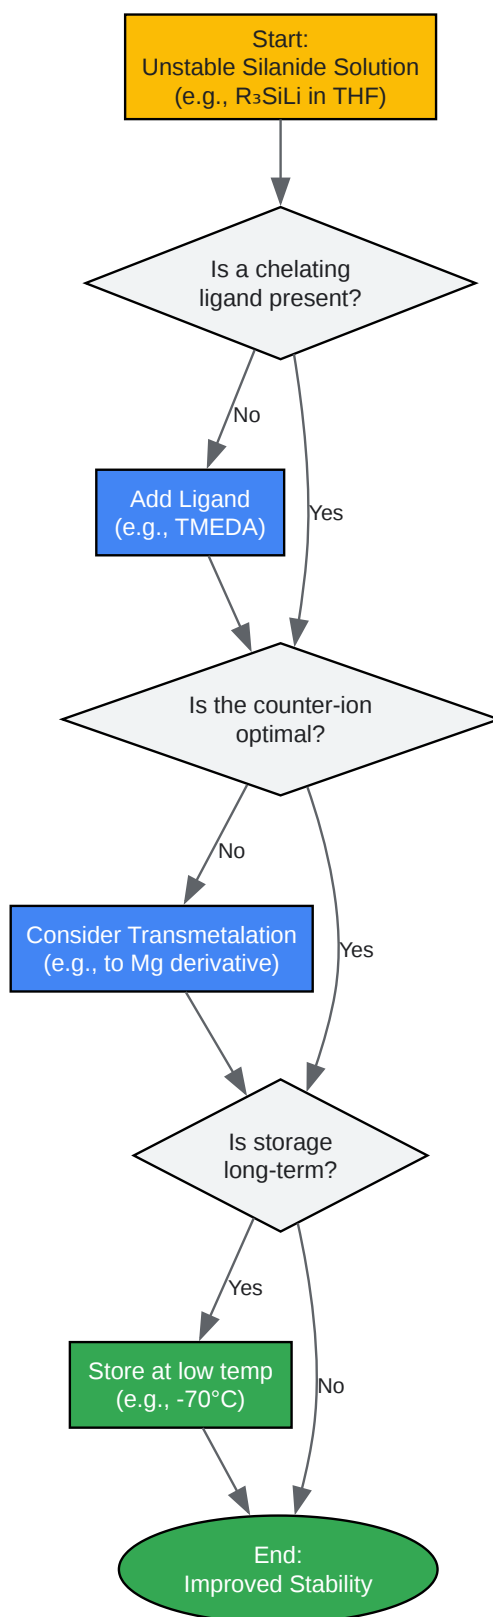 Start:
Unstable Silanide Solution
(e.g., R₃SiLi in THF)
Is a chelating
ligand present?
No
Yes
Add Ligand
(e.g., TMEDA)
Is the counter-ion
optimal?
No
Yes
Consider Transmetalation
(e.g., to Mg derivative)
Is storage
long-term?
Yes
No
Store at low temp
(e.g., -70°C)
End:
Improved Stability